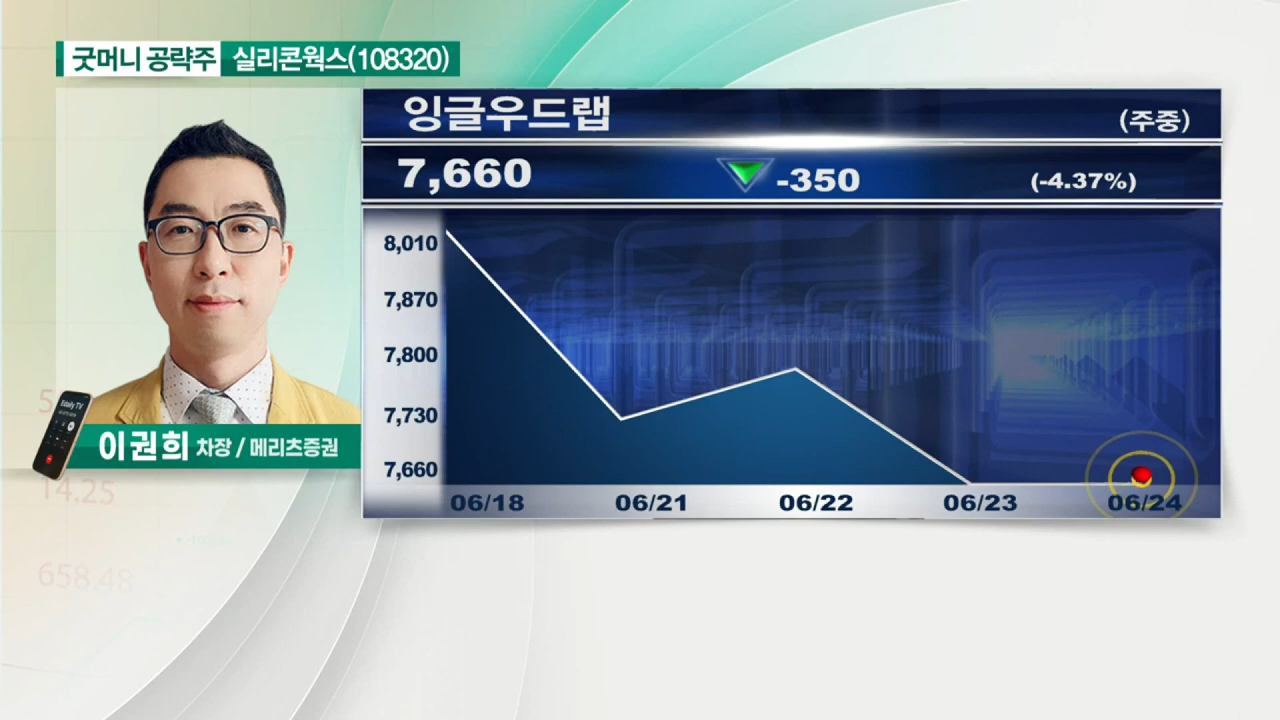 굿머니 공략주 실리콘웍스(108320)
잉글우드랩 (주중)
7,660 -350 (-4.37%)
8,010
7,870
7,800
7,730
7,660
06/18 06/21 06/22 06/23 06/24
Edaily TV
이권희 차장 / 메리츠증권
14.25
658.48